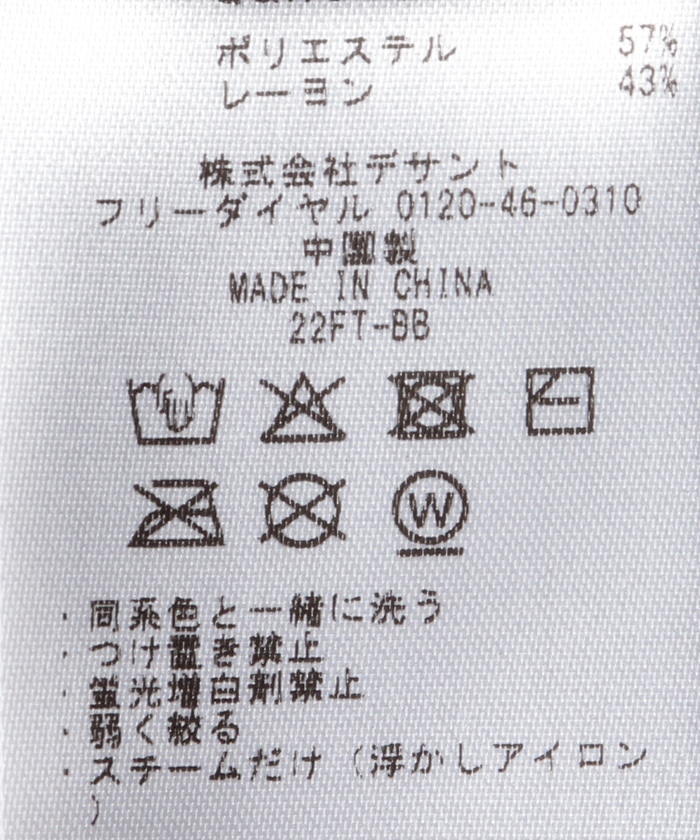 ポリエステル 57%
レーヨン 43%
株式会社デサント
フリーダイヤル 0120-46-0310
中国製
MADE IN CHINA
22FT-BB
W
・同系色と一緒に洗う
・つけ置き禁止
・蛍光増白剤禁止
・弱く絞る
・スチームだけ（浮かしアイロン
）